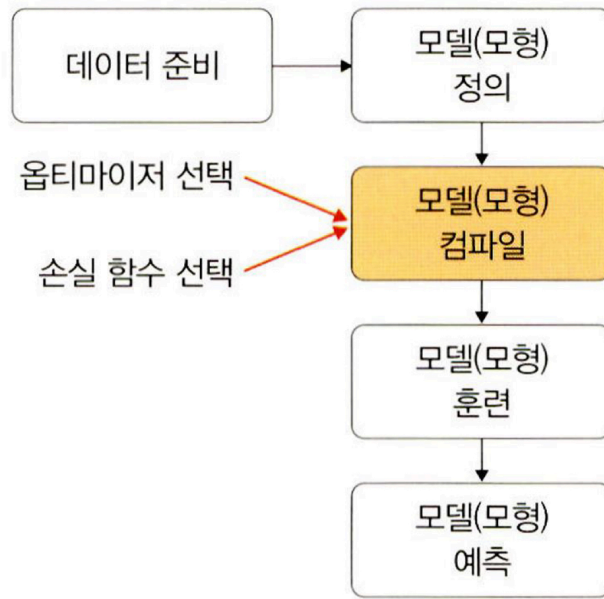 데이터 준비
모델(모형)
정의
옵티마이저 선택
모델(모형)
컴파일
손실 함수 선택
모델(모형)
훈련
모델(모형)
예측